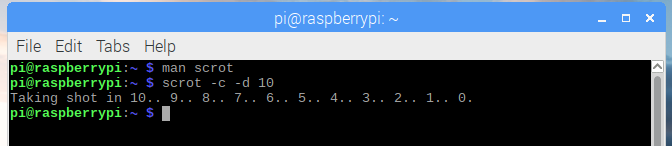 pi@raspberrypi: ~
File Edit Tabs Help
pi@raspberrypi:~ $ man scrot
pi@raspberrypi:~ $ scrot -c -d 10
Taking shot in 10.. 9.. 8.. 7.. 6.. 5.. 4.. 3.. 2.. 1.. 0.
pi@raspberrypi:~ $